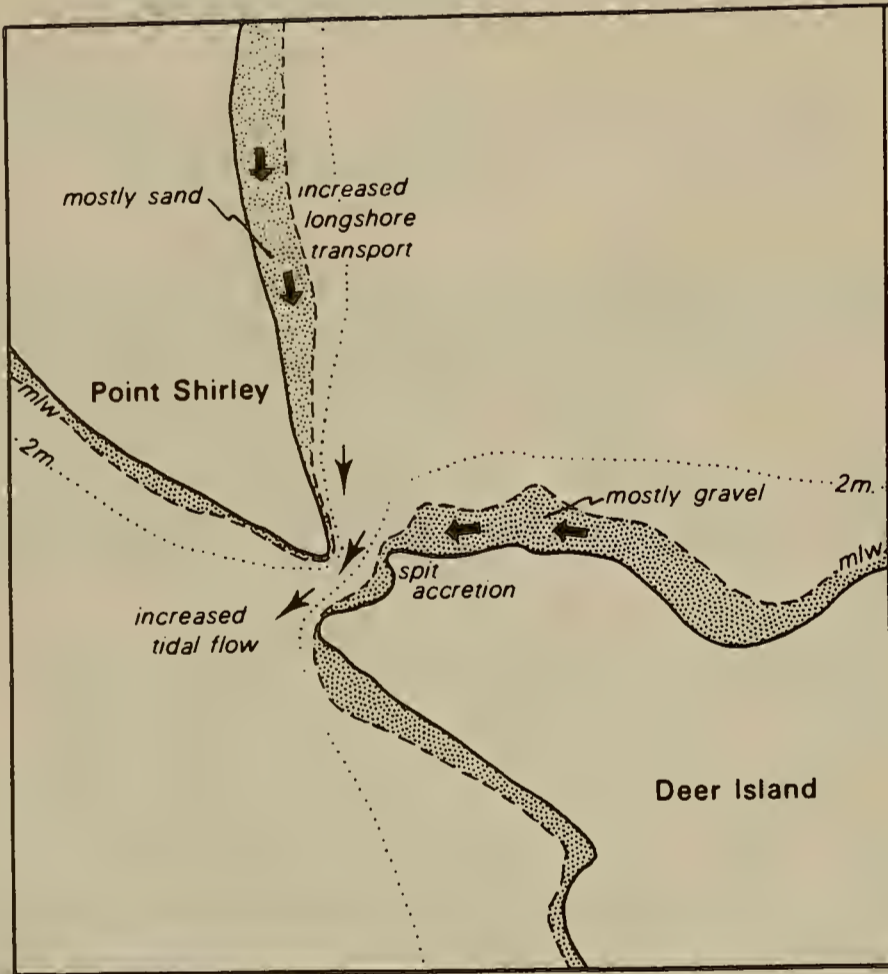 mostly sand
increased
longshore
transport
Point Shirley
mlw
2m.
2m.
mostly gravel
mlw
spit
accretion
increased
tidal flow
Deer Island